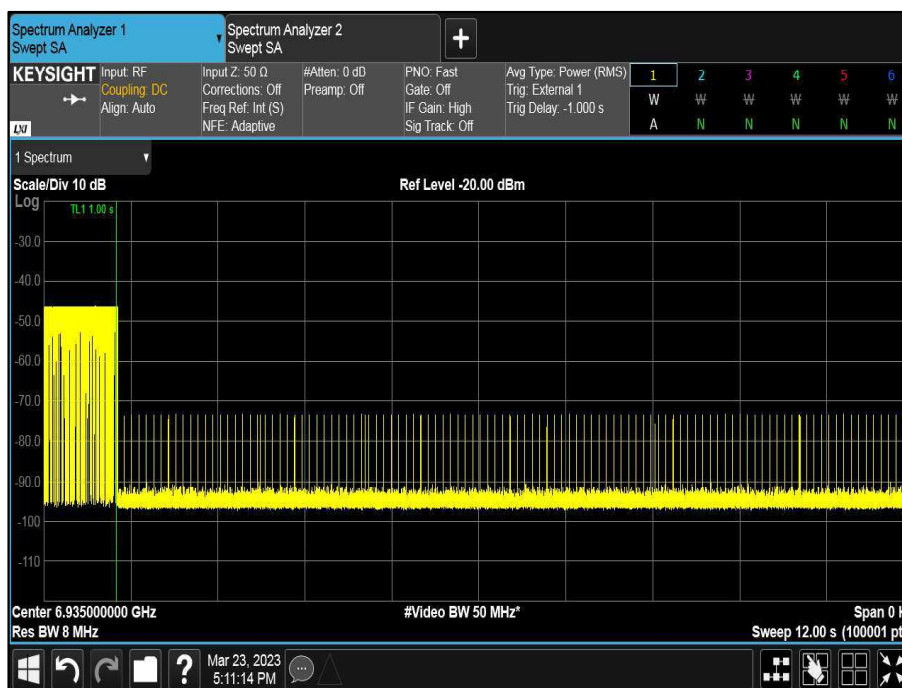 Spectrum Analyzer 1
Swept SA
Spectrum Analyzer 2
Swept SA
+
KEYSIGHT
LXI
Input: RF
Coupling: DC
Align: Auto
Input Z: 50 Ω
Corrections: Off
Freq Ref: Int (S)
NFE: Adaptive
#Atten: 0 dB
Preamp: Off
PNO: Fast
Gate: Off
IF Gain: High
Sig Track: Off
Avg Type: Power (RMS)
Trig: External 1
Trig Delay: -1.000 s
1 2 3 4 5 6
W W W W W W
A N N N N N
1 Spectrum
Scale/Div 10 dB
Ref Level -20.00 dBm
Log
TL1 1.00 s
-30.0
-40.0
-50.0
-60.0
-70.0
-80.0
-90.0
-100
-110
Center 6.935000000 GHz
#Video BW 50 MHz*
Span 0 H
Res BW 8 MHz
Sweep 12.00 s (100001 pt
?
Mar 23, 2023
5:11:14 PM